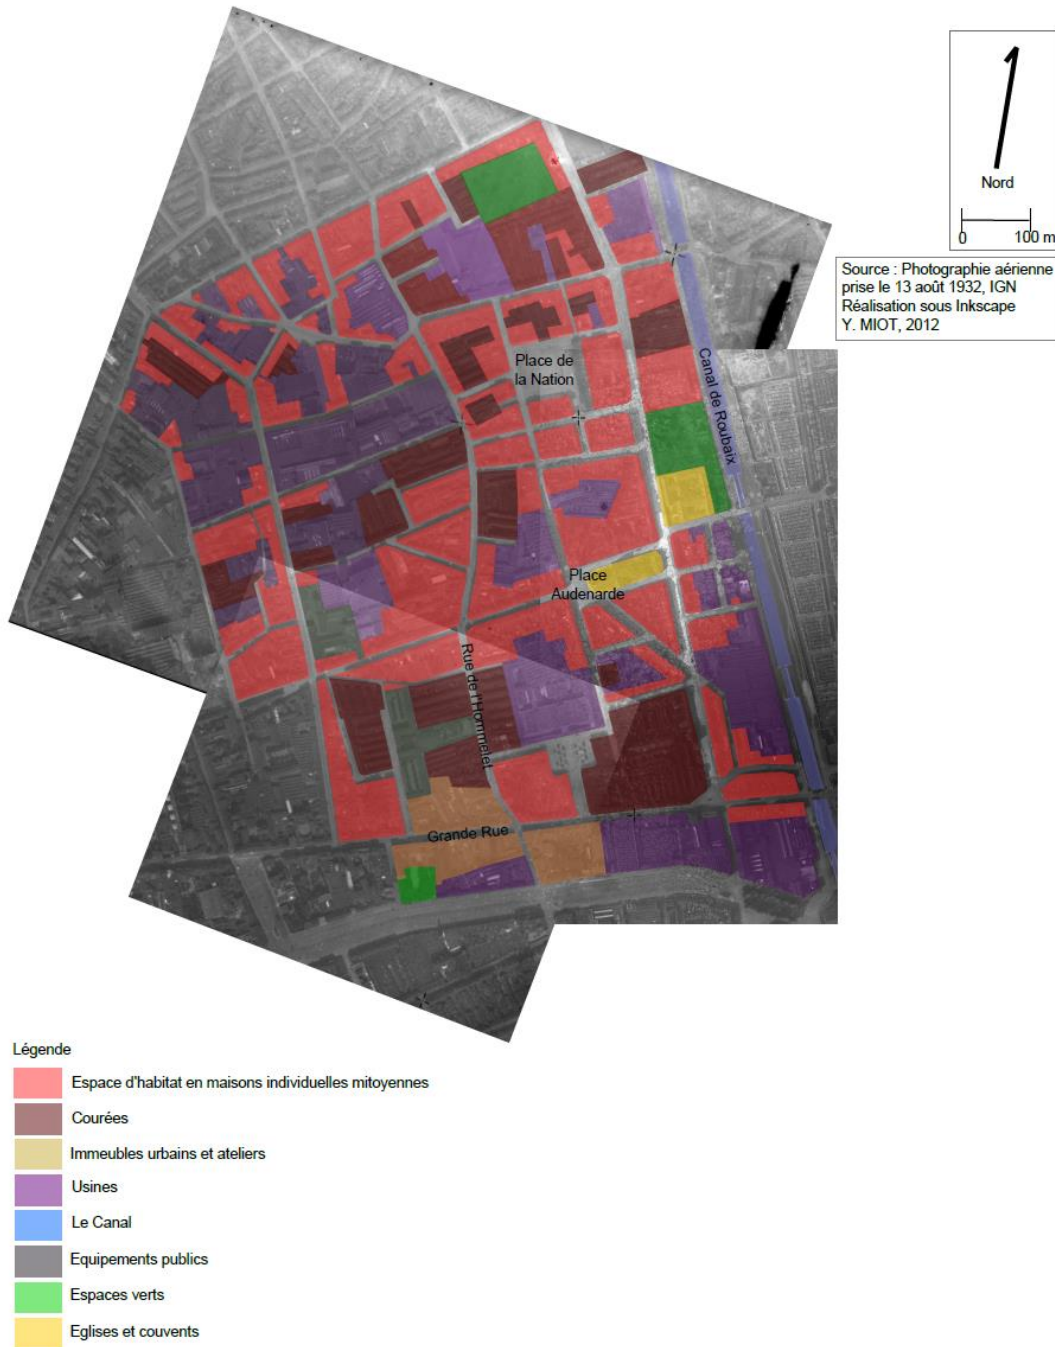 Nord
0 100 m
Source : Photographie aérienne
prise le 13 août 1932, IGN
Réalisation sous Inkscape
Y. MIOT, 2012
Place de
la Nation
Canal de Roubaix
Place
Audenarde
Rue de l'Hommelet
Grande Rue
Légende
Espace d'habitat en maisons individuelles mitoyennes
Courées
Immeubles urbains et ateliers
Usines
Le Canal
Equipements publics
Espaces verts
Eglises et couvents